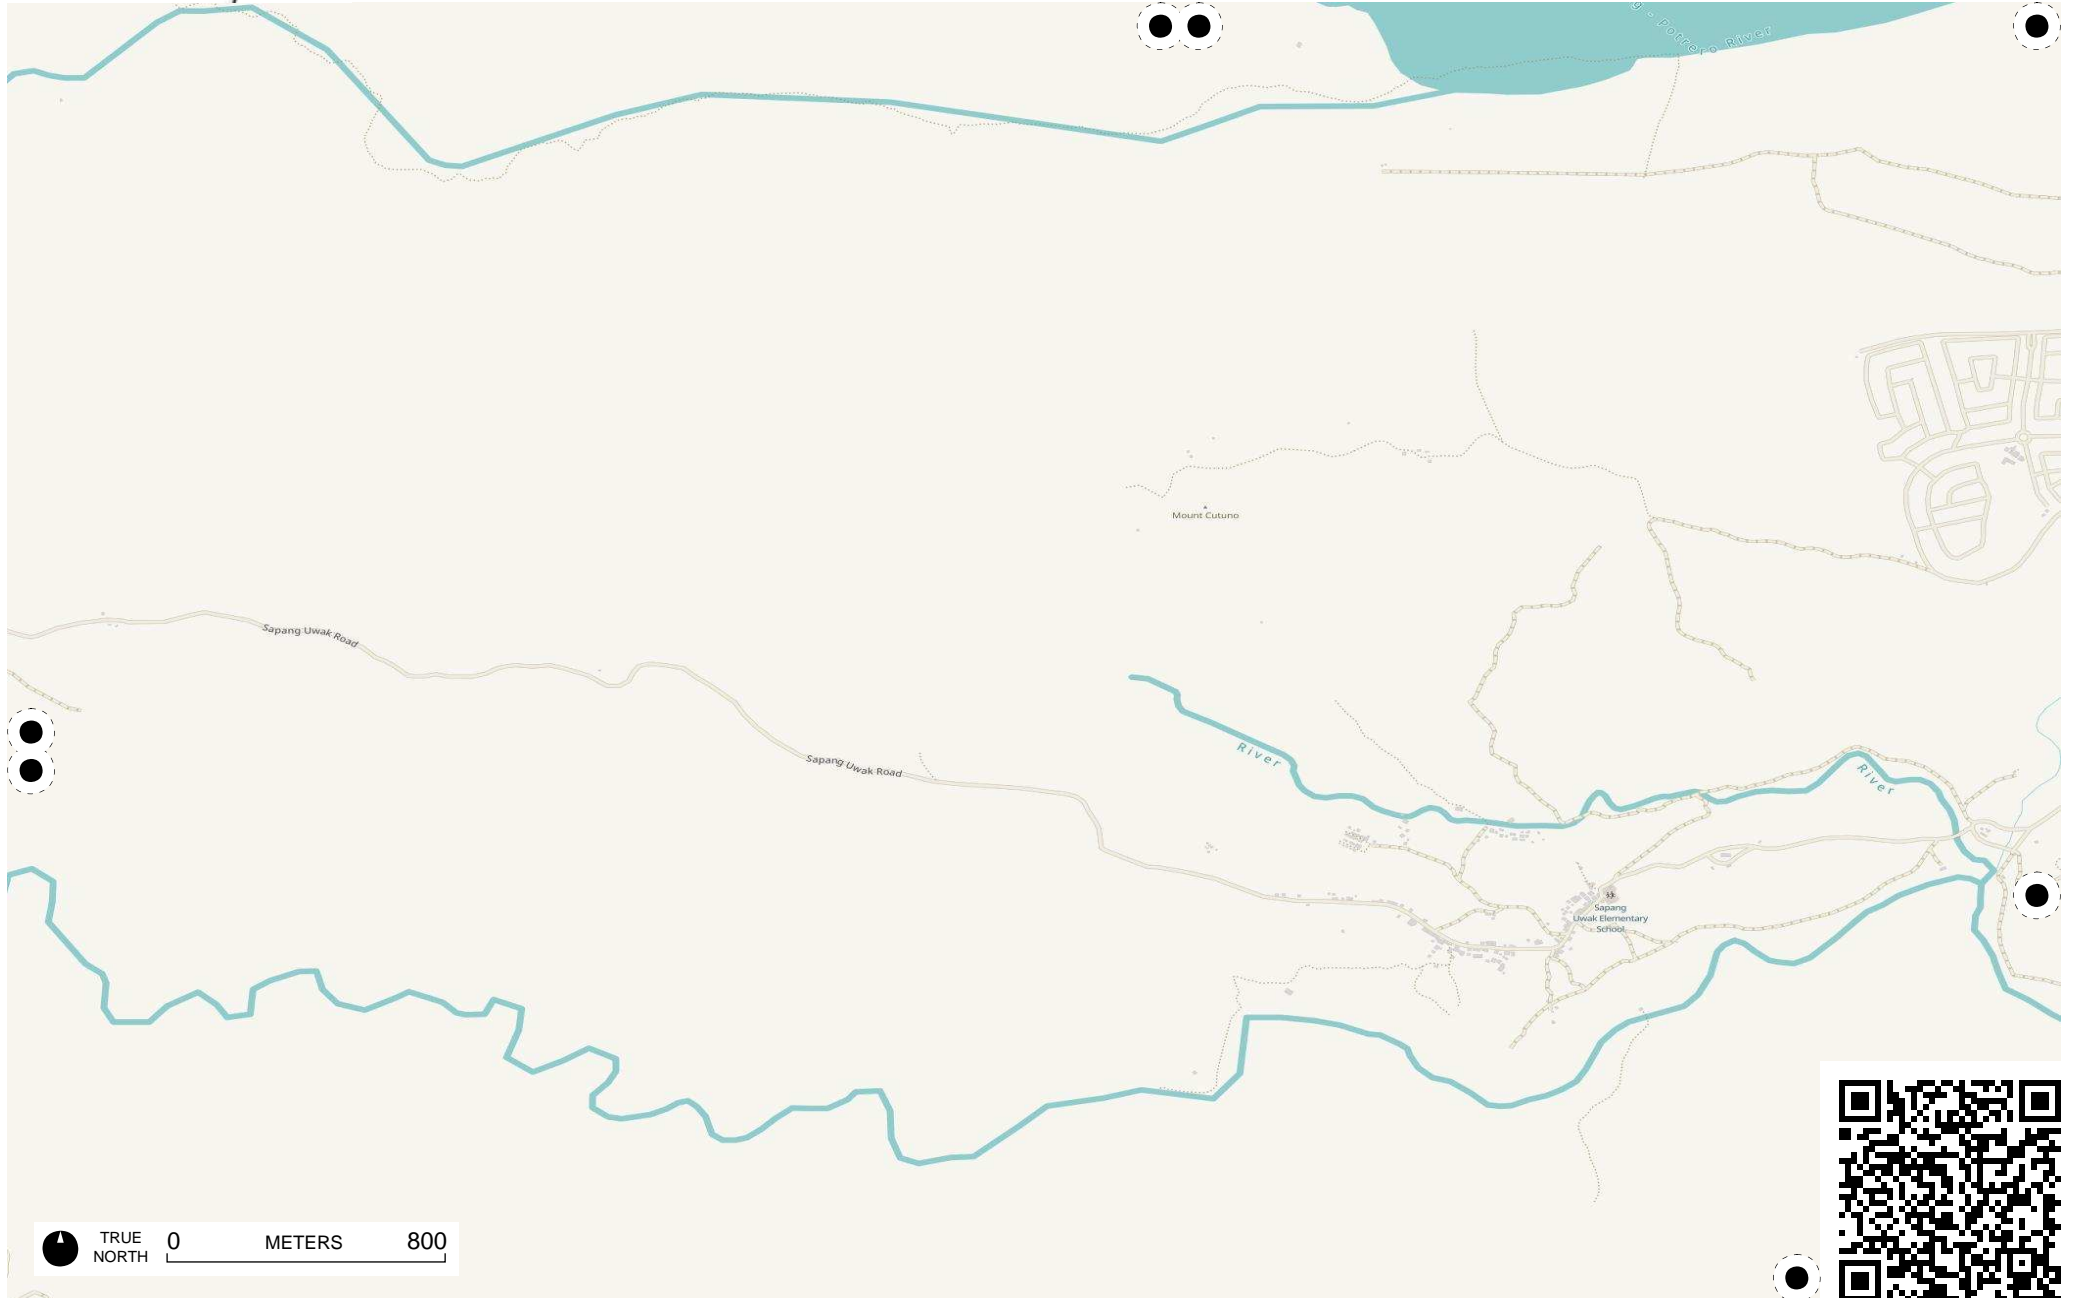 Potrero River
Mount Cutuno
Sapang Uwak Road
River
Sapang Uwak Road
River
Sapang
Uwak Elementary
School
TRUE
NORTH
0 METERS 800